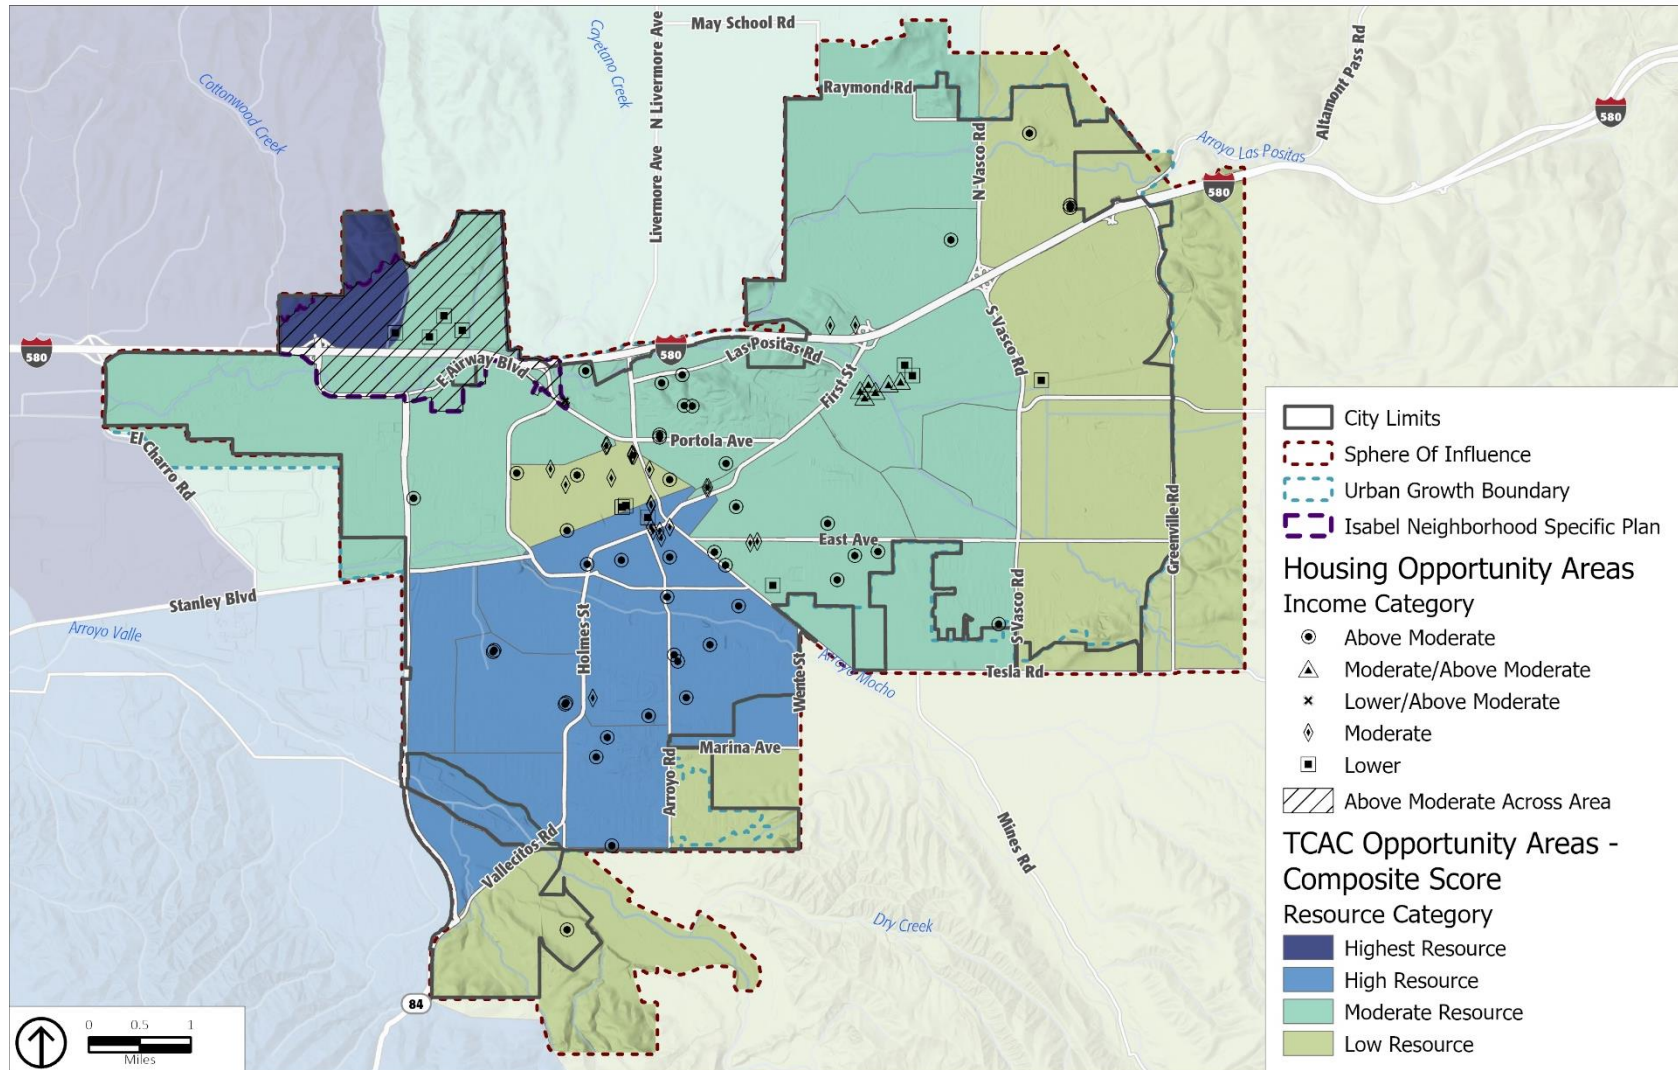 May School Rd
Cayetano Creek
N Livermore Ave
Livermore Ave
Cottonwood Creek
Raymond Rd
N Vasco Rd
Altamont Pass Rd
580
Arroyo Las Positas
580
580
580
E Airway Blvd
Las Positas Rd
First St
S Vasco Rd
Portola Ave
El Charro Rd
East Ave
Greenville Rd
Stanley Blvd
Arroyo Valle
Holmes St
S Vasco Rd
Tesla Rd
Wente St
Arroyo Mocho
Marina Ave
Arroyo Rd
Vallecitos Rd
Mines Rd
Dry Creek
84
0 0.5 1
Miles
City Limits
Sphere Of Influence
Urban Growth Boundary
Isabel Neighborhood Specific Plan
Housing Opportunity Areas
Income Category
Above Moderate
Moderate/Above Moderate
Lower/Above Moderate
Moderate
Lower
Above Moderate Across Area
TCAC Opportunity Areas -
Composite Score
Resource Category
Highest Resource
High Resource
Moderate Resource
Low Resource